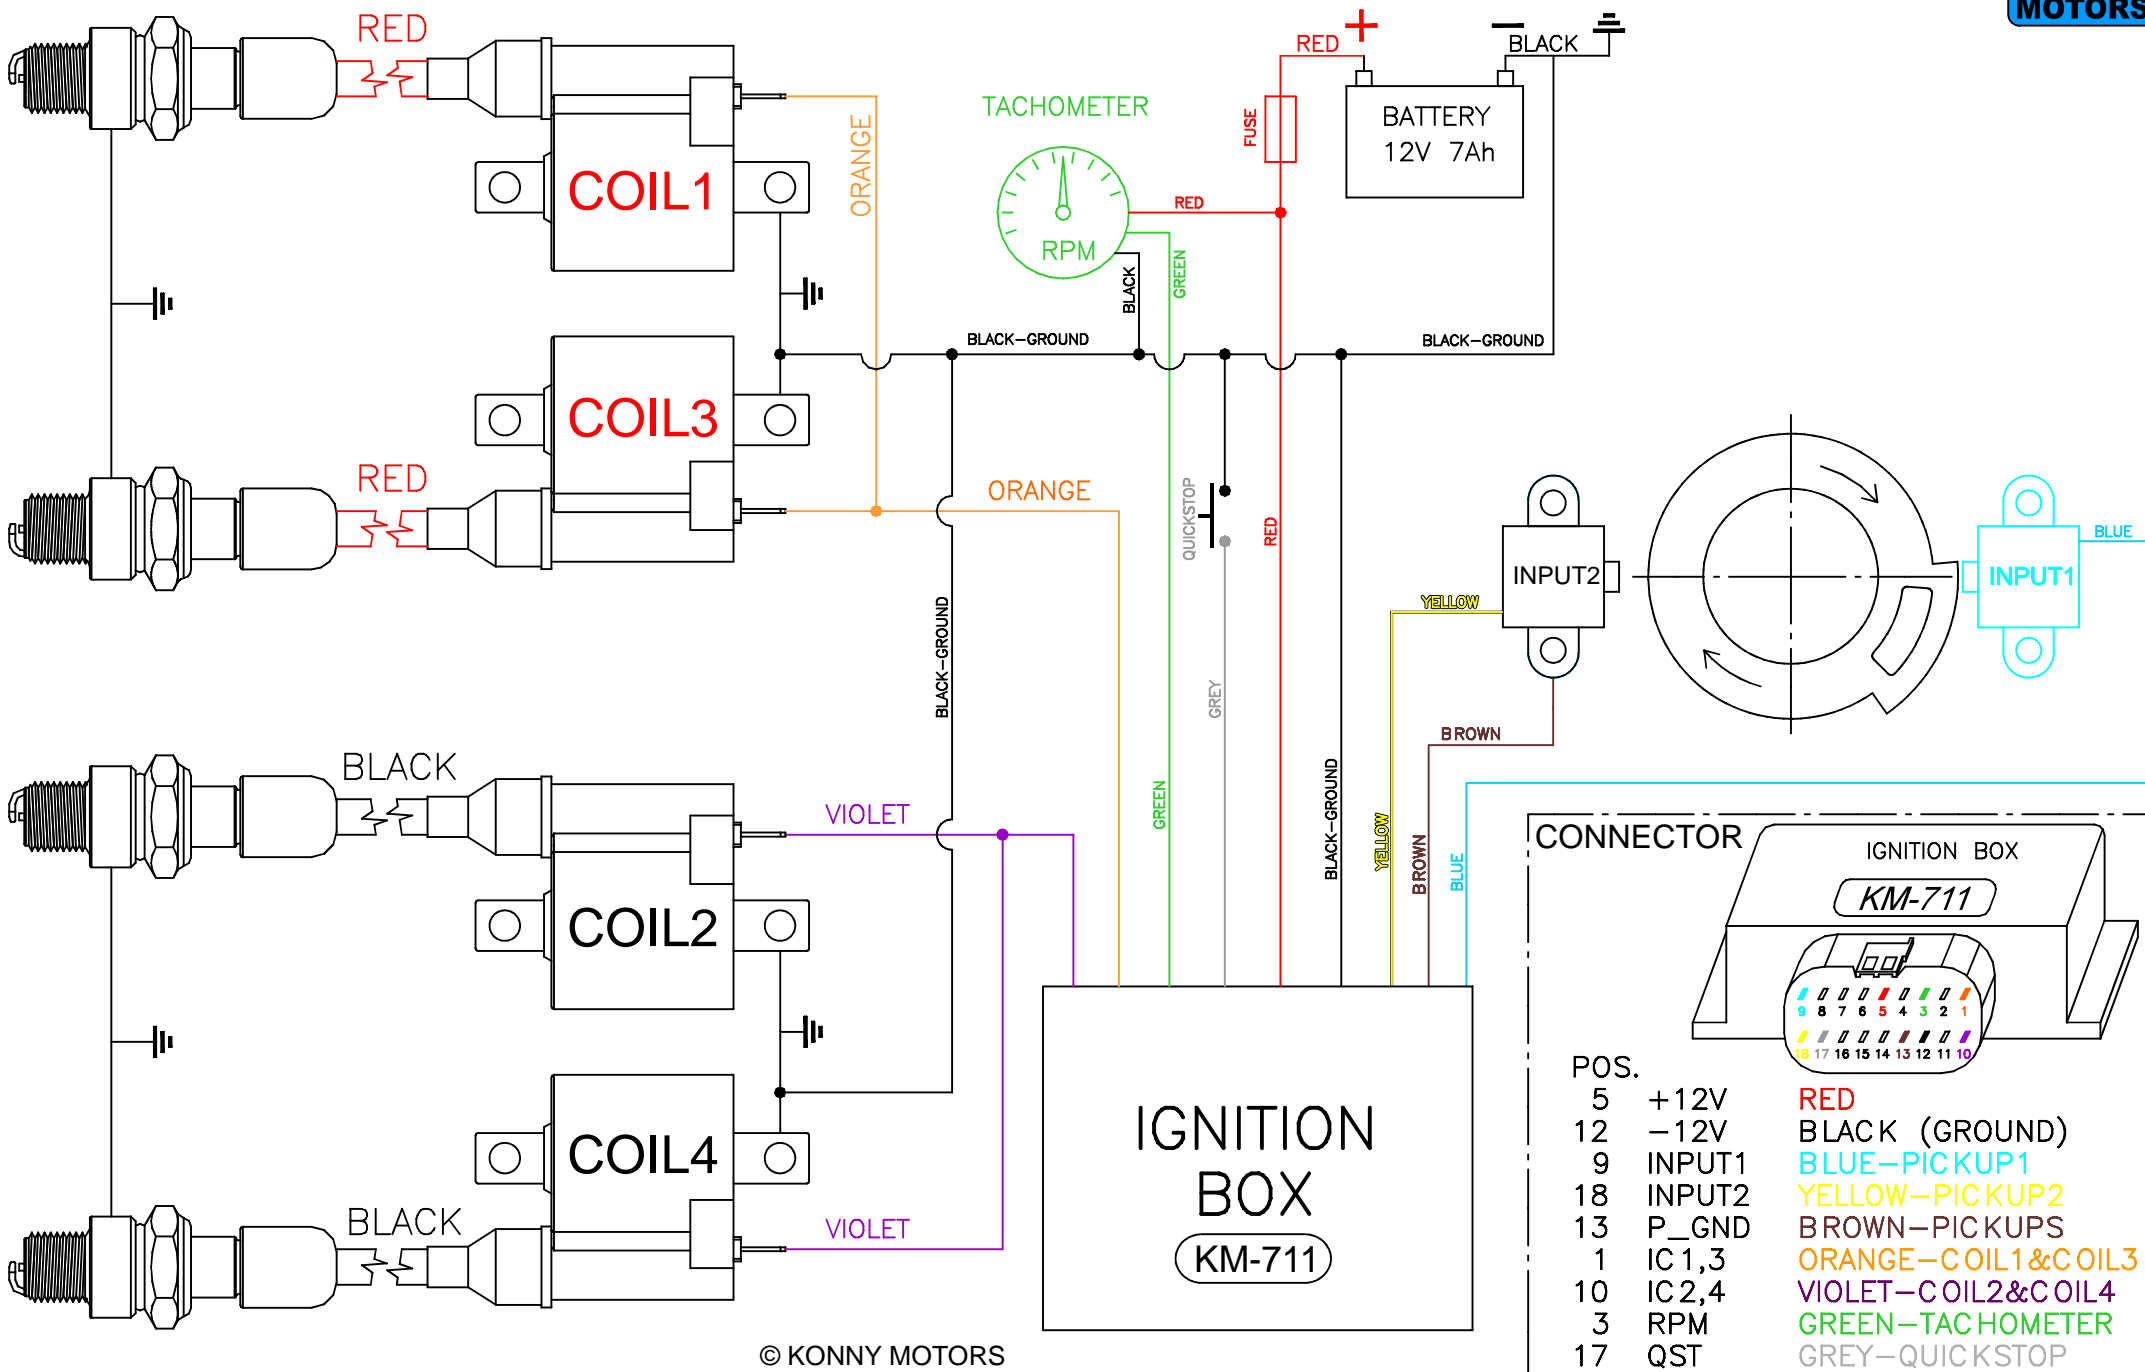 MOTORS
RED
RED
BLACK
BATTERY
12V 7Ah
FUSE
TACHOMETER
RPM
RED
GREEN
BLACK
ORANGE
COIL1
BLACK-GROUND
BLACK-GROUND
COIL3
RED
ORANGE
QUICKSTOP
RED
GREY
BLACK-GROUND
INPUT2
INPUT1
BLUE
YELLOW
BROWN
BLACK
VIOLET
COIL2
GREEN
BLACK-GROUND
YELLOW
BROWN
BLUE
COIL4
BLACK
VIOLET
IGNITION
BOX
KM-711
CONNECTOR
IGNITION BOX
KM-711
9 8 7 6 5 4 3 2 1
18 17 16 15 14 13 12 11 10
POS.
5 +12V RED
12 -12V BLACK (GROUND)
9 INPUT1 BLUE-PICKUP1
18 INPUT2 YELLOW-PICKUP2
13 P_GND BROWN-PICKUPS
1 IC1,3 ORANGE-COIL1&COIL3
10 IC2,4 VIOLET-COIL2&COIL4
3 RPM GREEN-TACHOMETER
17 QST GREY-QUICKSTOP
© KONNY MOTORS